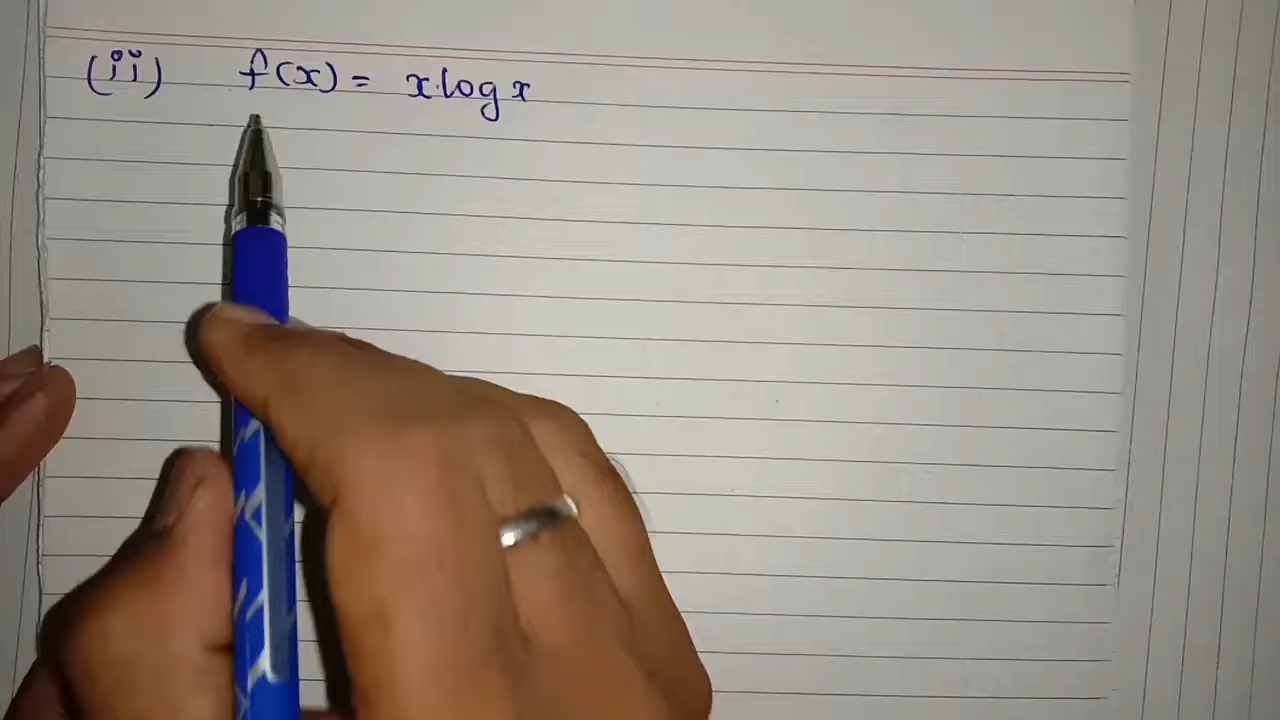 (ii) f(x) = x·log x